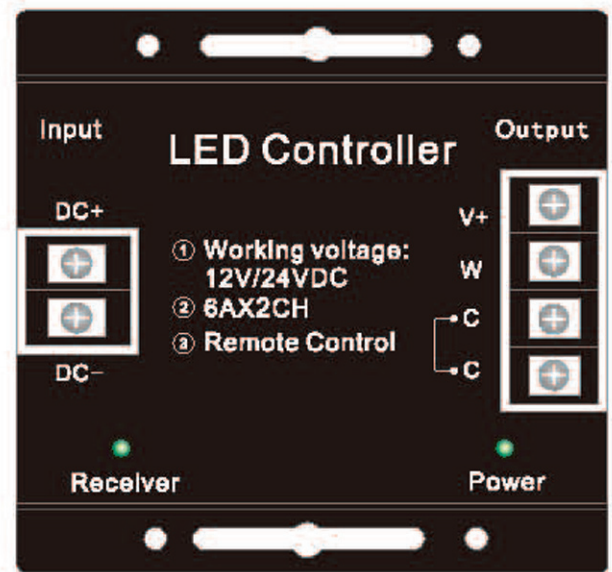 Input
Output
LED Controller
DC+
DC−
① Working voltage:
12V/24VDC
② 6AX2CH
③ Remote Control
V+
W
C
C
Receiver
Power